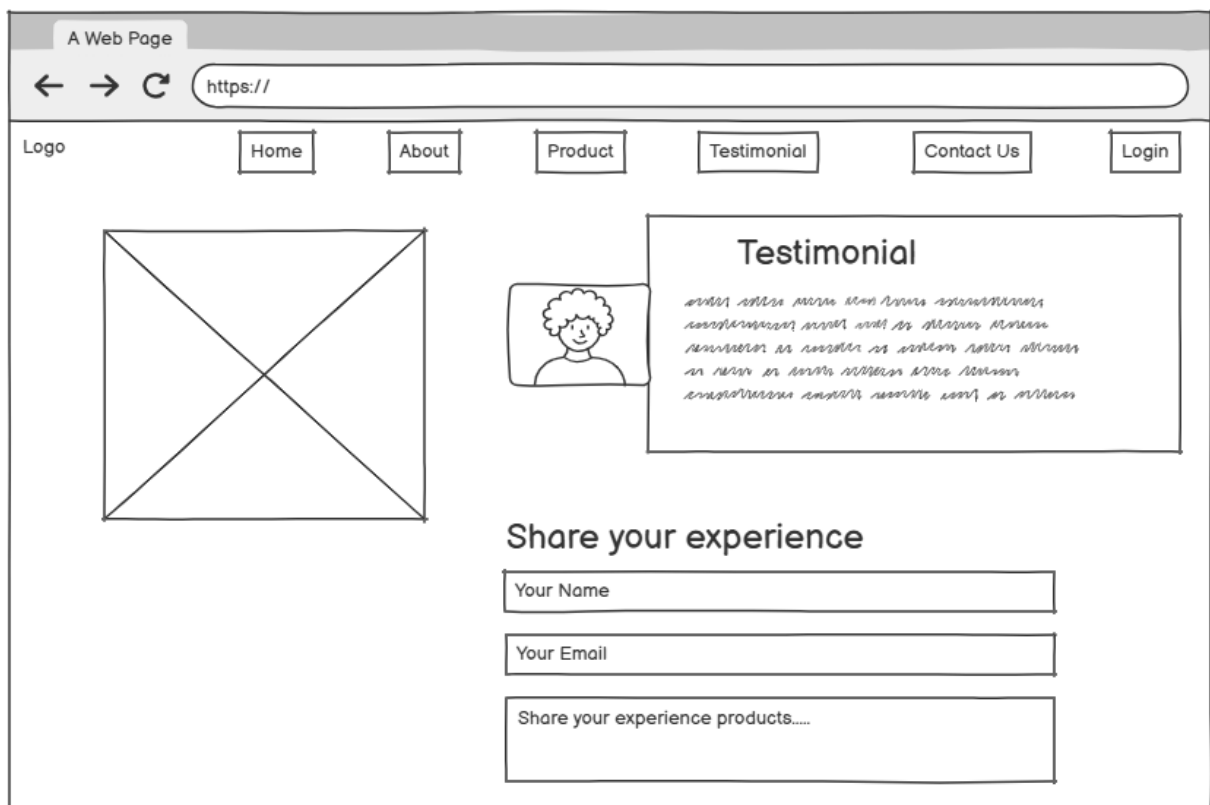 A Web Page
https://
Logo
Home
About
Product
Testimonial
Contact Us
Login
Testimonial
Share your experience
Your Name
Your Email
Share your experience products.....